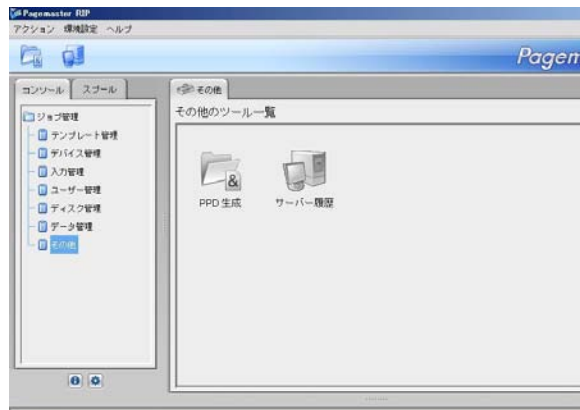 Pagemaster RIP
アクション 環境設定 ヘルプ
Pagem
コンソール スプール
ジョブ管理
テンプレート管理
デバイス管理
入力管理
ユーザー管理
ディスク管理
データ管理
その他
その他
その他のツール一覧
PPD 生成 サーバー履歴